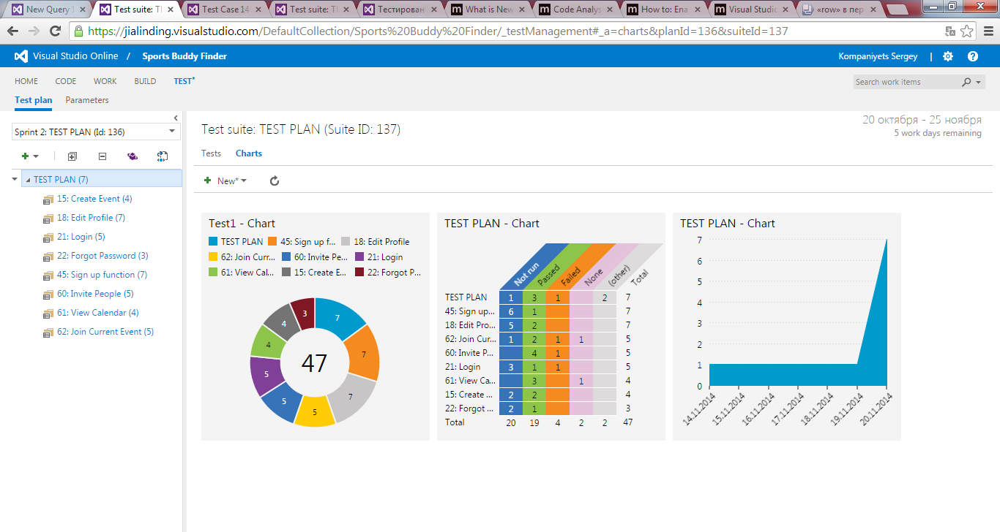 New Query 1
Test suite: T
Test Case 14
Test suite: T
Тестирован
What is New
Code Analys
How to: Ena
Visual Studio
«row» в пер
https://jialinding.visualstudio.com/DefaultCollection/Sports%20Buddy%20Finder/_testManagement#_a=charts&planId=136&suiteId=137
Visual Studio Online / Sports Buddy Finder
Kompaniyets Sergey |
HOME CODE WORK BUILD TEST*
Search work items
Test plan Parameters
Sprint 2: TEST PLAN (Id: 136)
TEST PLAN (7)
15: Create Event (4)
18: Edit Profile (7)
21: Login (5)
22: Forgot Password (3)
45: Sign up function (7)
60: Invite People (5)
61: View Calendar (4)
62: Join Current Event (5)
20 октября - 25 ноября
5 work days remaining
Test suite: TEST PLAN (Suite ID: 137)
Tests Charts
New*
Test1 - Chart
TEST PLAN 45: Sign up f... 18: Edit Profile
62: Join Curr... 60: Invite Pe... 21: Login
61: View Cal... 15: Create E... 22: Forgot P...
7
7
7
5
5
5
4
4
3
47
TEST PLAN - Chart
Not run Passed Failed None (other) Total
TEST PLAN 1 3 1 2 7
45: Sign up... 6 1 7
18: Edit Pro... 5 2 7
62: Join Cur... 1 2 1 1 5
60: Invite P... 4 1 5
21: Login 3 1 1 5
61: View Ca... 3 1 4
15: Create ... 2 2 4
22: Forgot ... 2 1 3
Total 20 19 4 2 2 47
TEST PLAN - Chart
7
6
5
4
3
2
1
0
14.11.2014 15.11.2014 16.11.2014 17.11.2014 18.11.2014 19.11.2014 20.11.2014